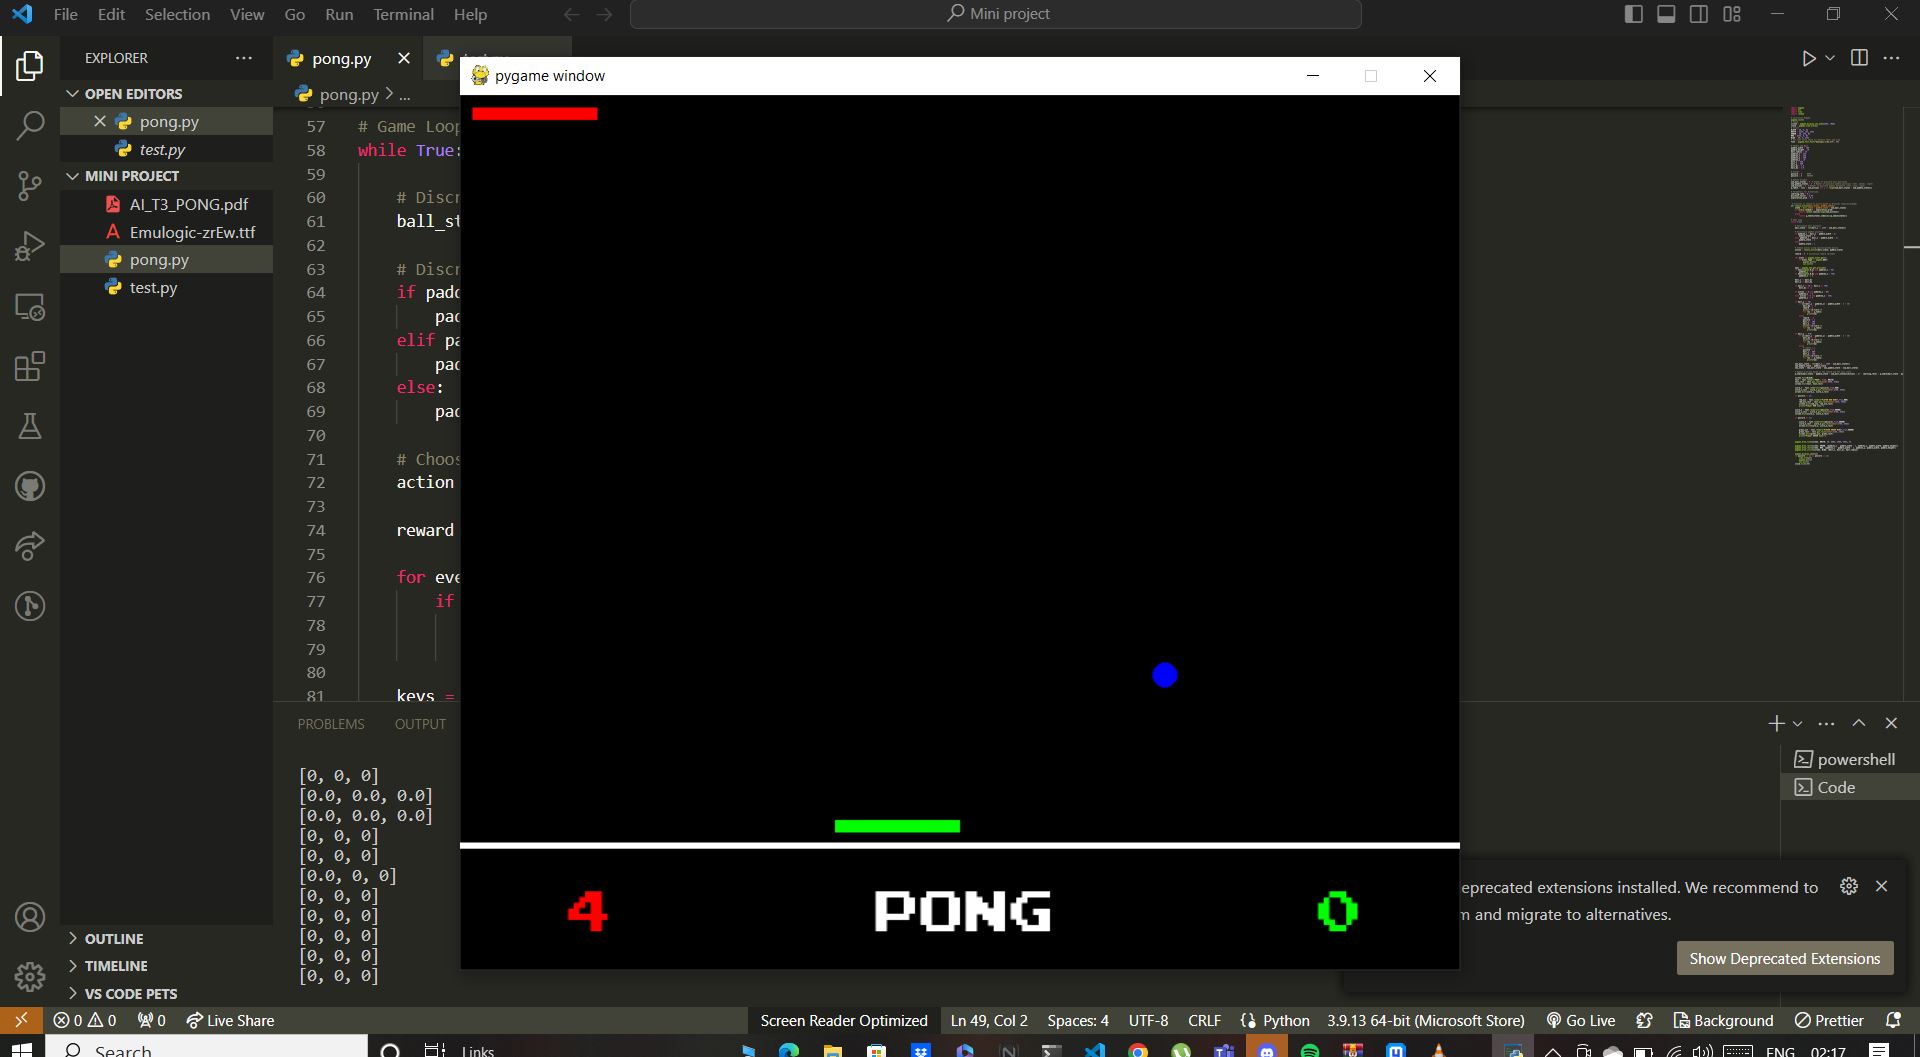 File Edit Selection View Go Run Terminal Help
Mini project
EXPLORER
OPEN EDITORS
pong.py
test.py
MINI PROJECT
AI_T3_PONG.pdf
Emulogic-zrEw.ttf
pong.py
test.py
OUTLINE
TIMELINE
VS CODE PETS
pong.py
pong.py > ...
57 # Game Loop
58 while True:
59
60 # Discr
61 ball_st
62
63 # Discr
64 if padd
65 pad
66 elif pa
67 pad
68 else:
69 pad
70
71 # Choos
72 action
73
74 reward
75
76 for eve
77 if
78
79
80
81 keys =
pygame window
4 PONG 0
PROBLEMS OUTPUT
[0, 0, 0]
[0.0, 0.0, 0.0]
[0.0, 0.0, 0.0]
[0, 0, 0]
[0, 0, 0]
[0.0, 0, 0]
[0, 0, 0]
[0, 0, 0]
[0, 0, 0]
[0, 0, 0]
[0, 0, 0]
powershell
Code
eprecated extensions installed. We recommend to
m and migrate to alternatives.
Show Deprecated Extensions
0 0 0 Live Share
Screen Reader Optimized Ln 49, Col 2 Spaces: 4 UTF-8 CRLF Python 3.9.13 64-bit (Microsoft Store) Go Live Background Prettier
Search Links ENG 02:17